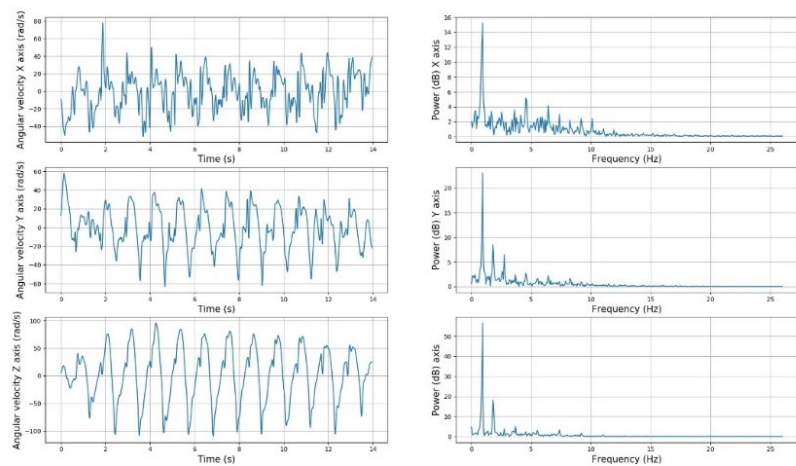 Angular velocity X axis (rad/s)
80
60
40
20
0
−20
−40
0 2 4 6 8 10 12 14
Time (s)
Power (dB) X axis
16
14
12
10
8
6
4
2
0
0 5 10 15 20 25
Frequency (Hz)
Angular velocity Y axis (rad/s)
60
40
20
0
−20
−40
−60
0 2 4 6 8 10 12 14
Time (s)
Power (dB) Y axis
20
15
10
5
0
0 5 10 15 20 25
Frequency (Hz)
Angular velocity Z axis (rad/s)
100
50
0
−50
−100
0 2 4 6 8 10 12 14
Time (s)
Power (dB) axis
50
40
30
20
10
0
0 5 10 15 20 25
Frequency (Hz)